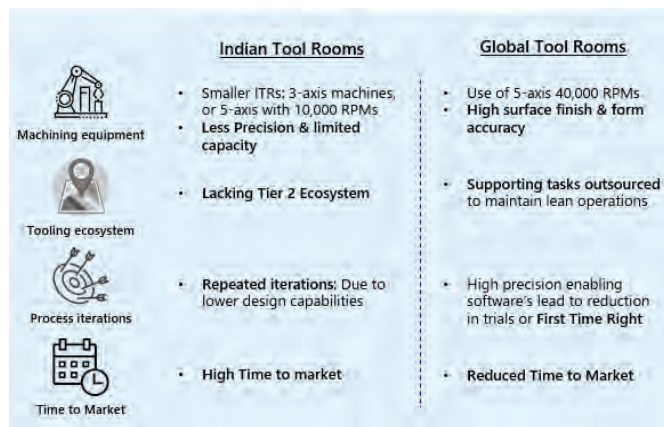 Indian Tool Rooms
Global Tool Rooms
Machining equipment
• Smaller ITRs; 3-axis machines,
or 5-axis with 10,000 RPMs
• Less Precision & limited
capacity
• Use of 5-axis 40,000 RPMs
• High surface finish & form
accuracy
Tooling ecosystem
• Lacking Tier 2 Ecosystem
• Supporting tasks outsourced
to maintain lean operations
Process iterations
• Repeated iterations: Due to
lower design capabilities
• High precision enabling
software's lead to reduction
in trials or First Time Right
Time to Market
• High Time to market
• Reduced Time to Market